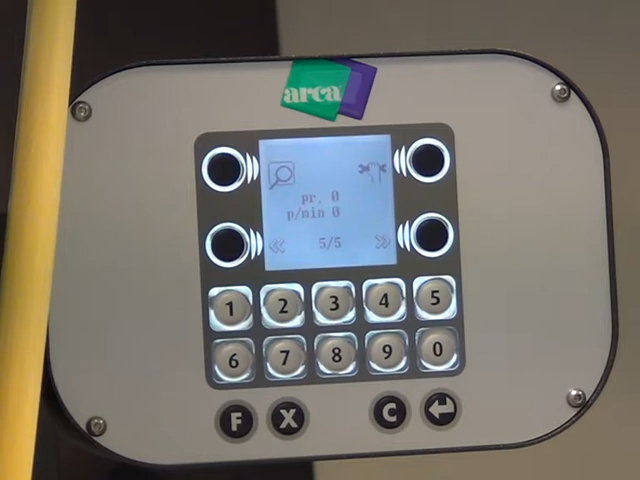 arca
pr. 0
p/min 0
« 5/5 »
1 2 3 4 5
6 7 8 9 0
F X C